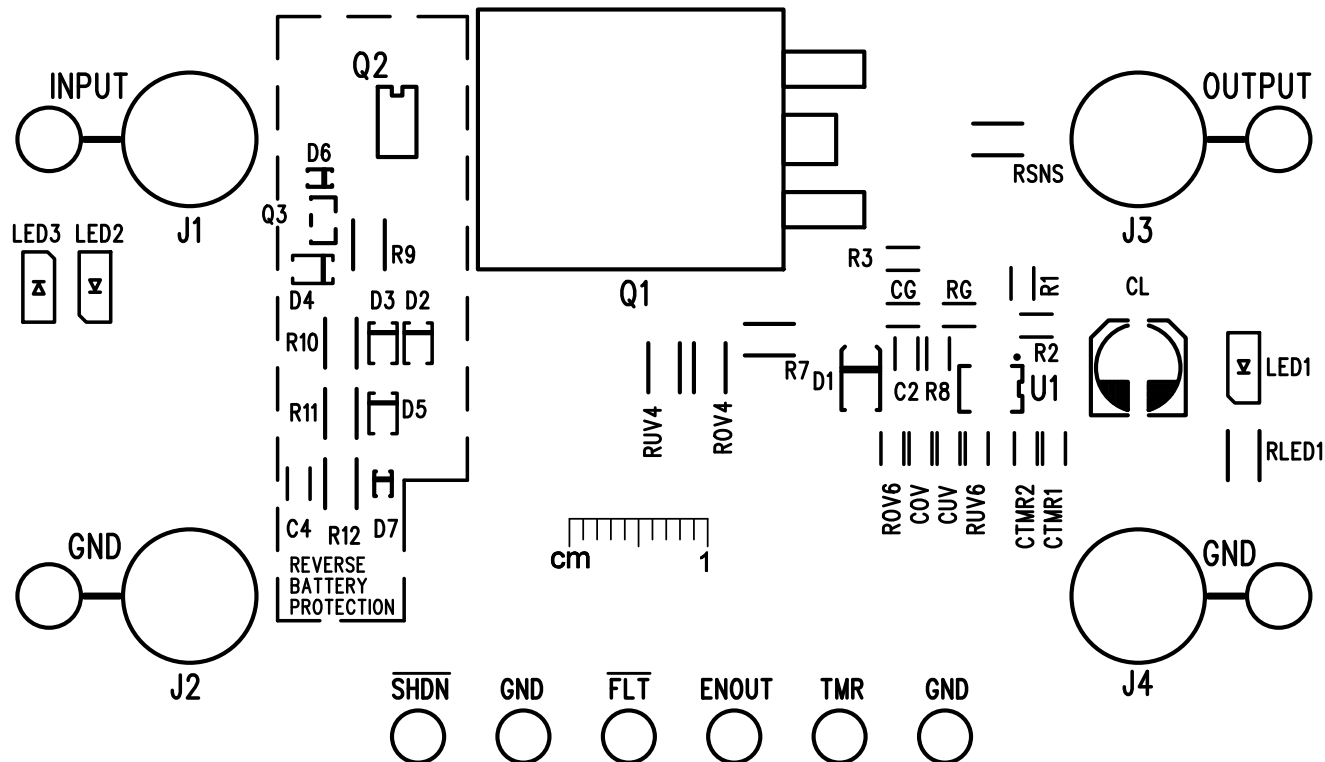 INPUT
Q2
OUTPUT
D6
RSNS
Q3
J1
J3
LED3 LED2
R9
R3
Q1
CG RG
R1
CL
D4
D3 D2
R10
R2
R7
D1
C2 R8
U1
LED1
R11
D5
RUV4
ROV4
RLED1
ROV6
COV
CUV
RUV6
CTMR2
CTMR1
C4
R12
D7
GND
cm 1
GND
REVERSE
BATTERY
PROTECTION
J2
J4
SHDN GND FLT ENOUT TMR GND